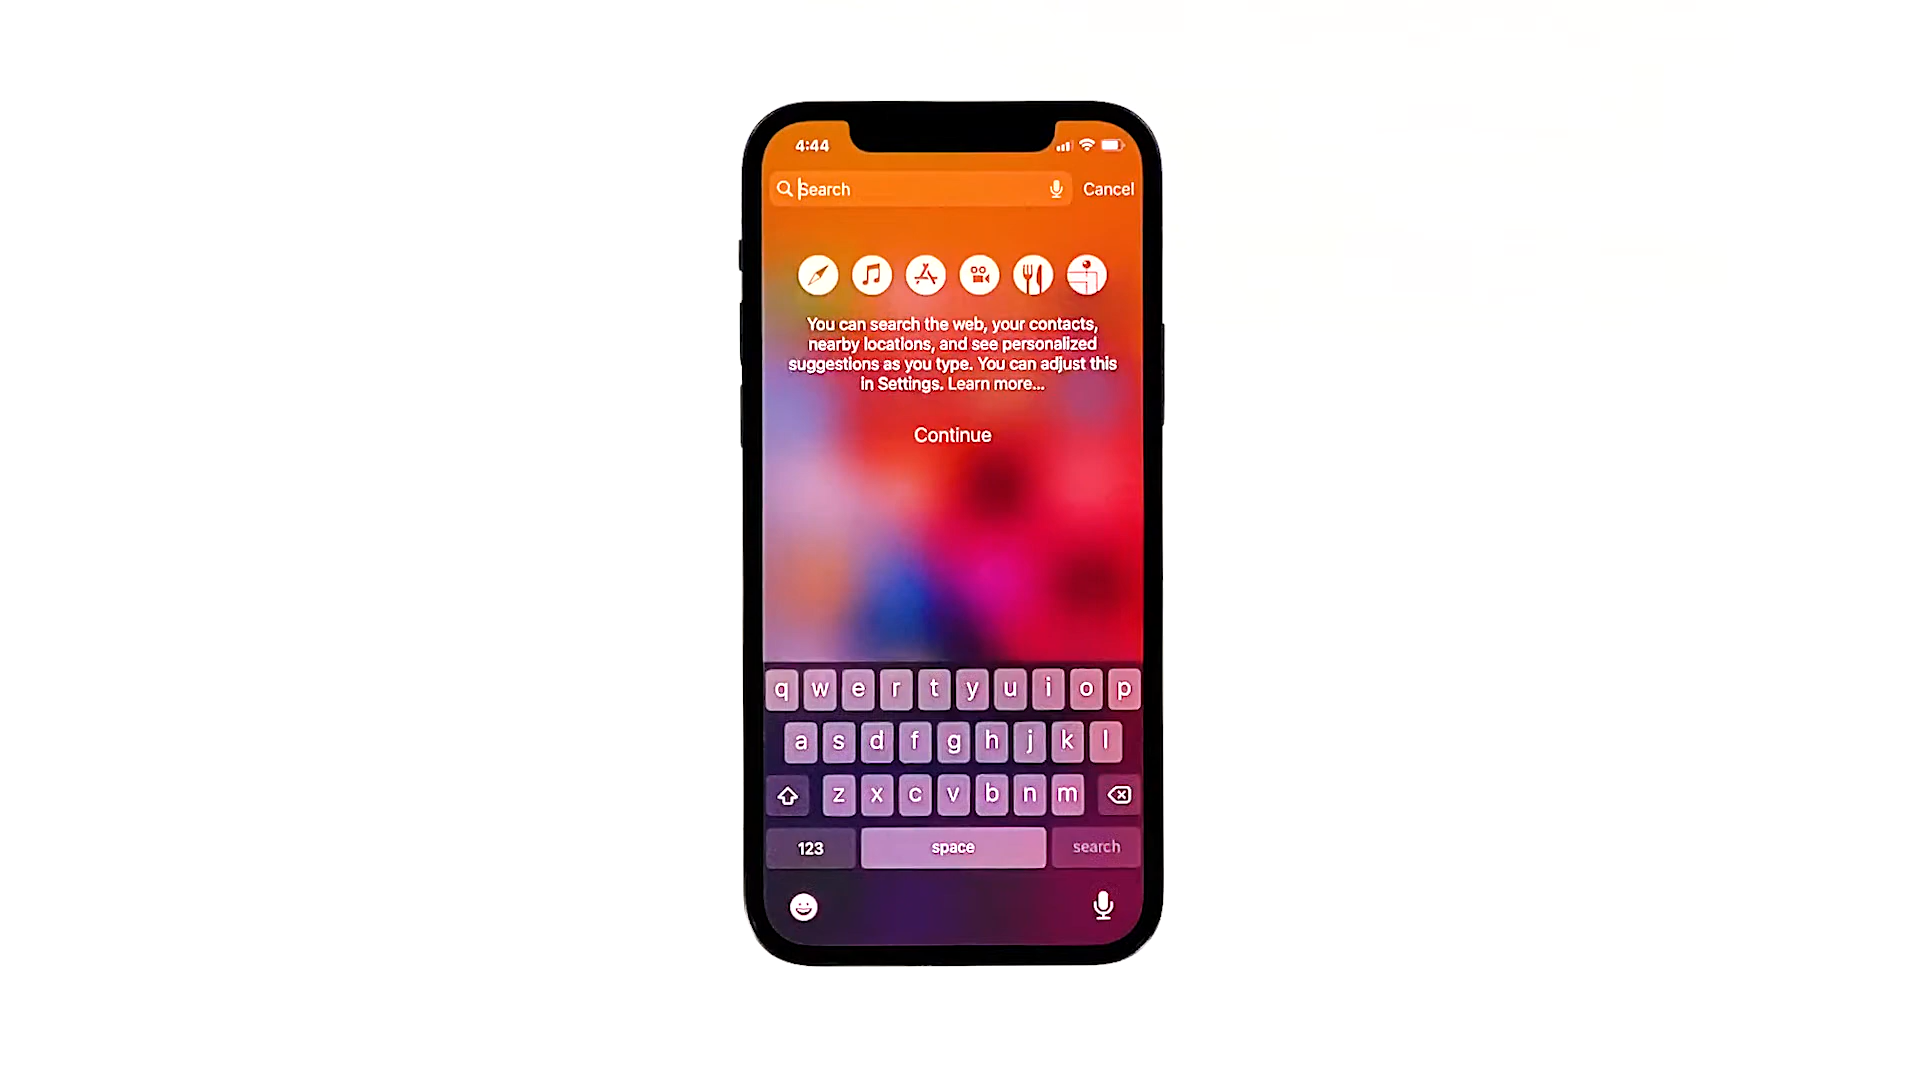 4:44
Search
Cancel
You can search the web, your contacts,
nearby locations, and see personalized
suggestions as you type. You can adjust this
in Settings. Learn more...
Continue
q w e r t y u i o p
a s d f g h j k l
z x c v b n m
123 space search